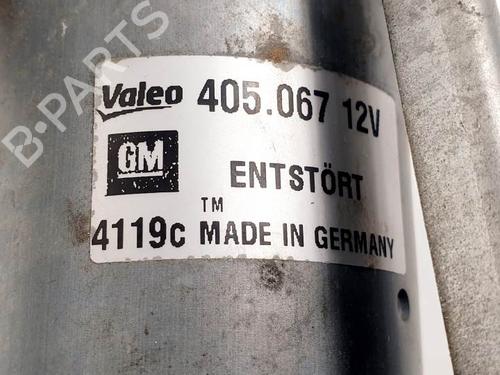 Valeo 405.067 12V
GM ENTSTÖRT
4119C TM MADE IN GERMANY
B-PARTS